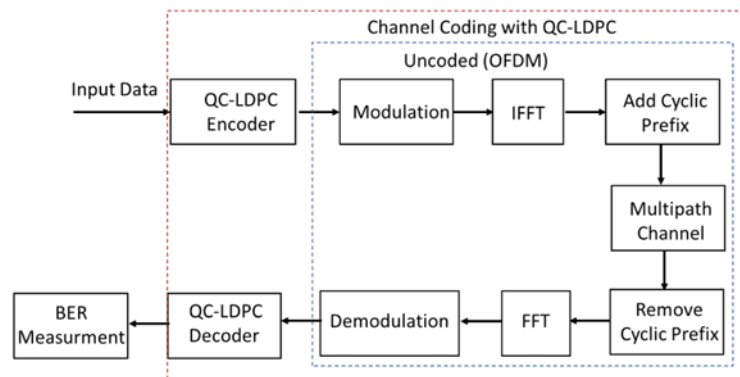 Channel Coding with QC-LDPC
Uncoded (OFDM)
Input Data
QC-LDPC
Encoder
Modulation
IFFT
Add Cyclic
Prefix
Multipath
Channel
BER
Measurment
QC-LDPC
Decoder
Demodulation
FFT
Remove
Cyclic Prefix